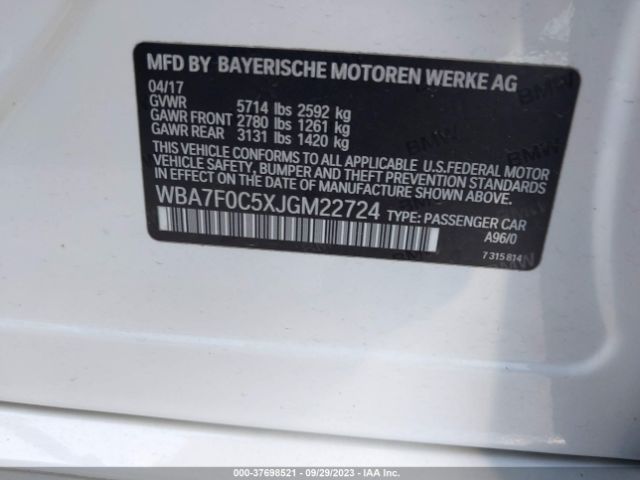 MFD BY BAYERISCHE MOTOREN WERKE AG
04/17
GVWR 5714 lbs 2592 kg
GAWR FRONT 2780 lbs 1261 kg
GAWR REAR 3131 lbs 1420 kg
THIS VEHICLE CONFORMS TO ALL APPLICABLE U.S.FEDERAL MOTOR
VEHICLE SAFETY, BUMPER AND THEFT PREVENTION STANDARDS
IN EFFECT ON THE DATE OF MANUFACTURE SHOWN ABOVE.
WBA7F0C5XJGM22724 TYPE: PASSENGER CAR
A96/0
7 315 814
000-37698521 - 09/29/2023 - IAA Inc.